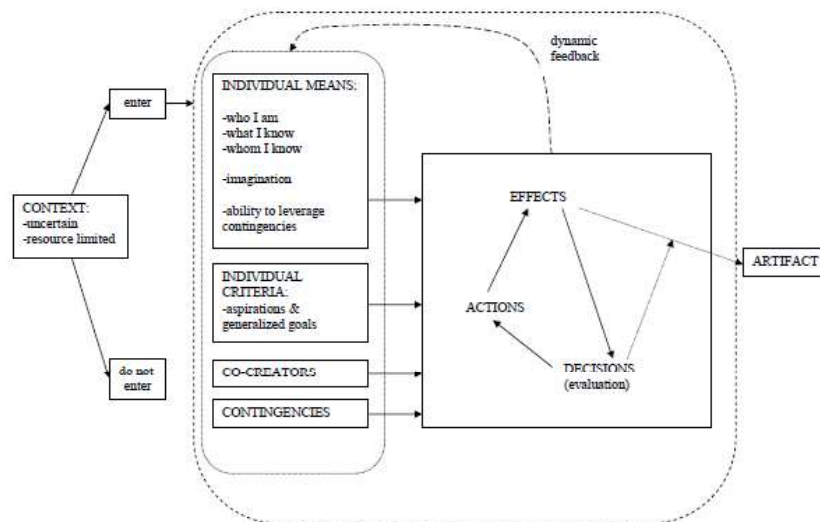 dynamic
feedback
INDIVIDUAL MEANS:
-who I am
-what I know
-whom I know
-imagination
-ability to leverage
contingencies
enter
CONTEXT:
-uncertain
-resource limited
do not
enter
INDIVIDUAL
CRITERIA:
-aspirations &
generalized goals
CO-CREATORS
CONTINGENCIES
EFFECTS
ACTIONS
DECISIONS
(evaluation)
ARTIFACT